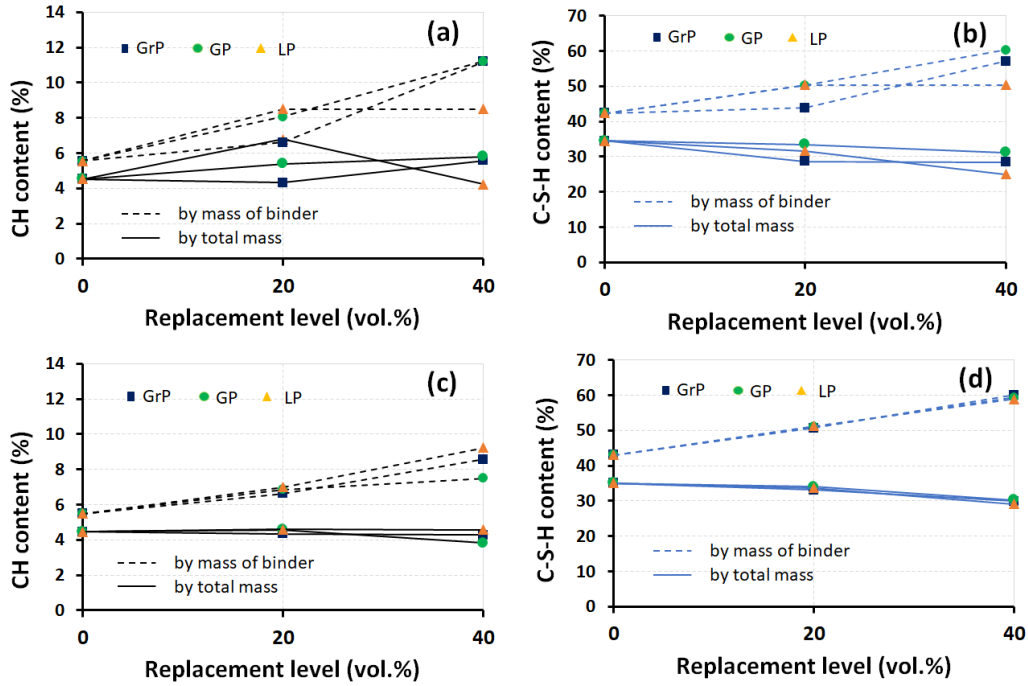 (a)
GrP GP LP
CH content (%)
14
12
10
8
6
4
2
0
by mass of binder
by total mass
0 20 40
Replacement level (vol.%)
(b)
GrP GP LP
C-S-H content (%)
70
60
50
40
30
20
10
0
by mass of binder
by total mass
0 20 40
Replacement level (vol.%)
(c)
GrP GP LP
CH content (%)
14
12
10
8
6
4
2
0
by mass of binder
by total mass
0 20 40
Replacement level (vol.%)
(d)
GrP GP LP
C-S-H content (%)
70
60
50
40
30
20
10
0
by mass of binder
by total mass
0 20 40
Replacement level (vol.%)